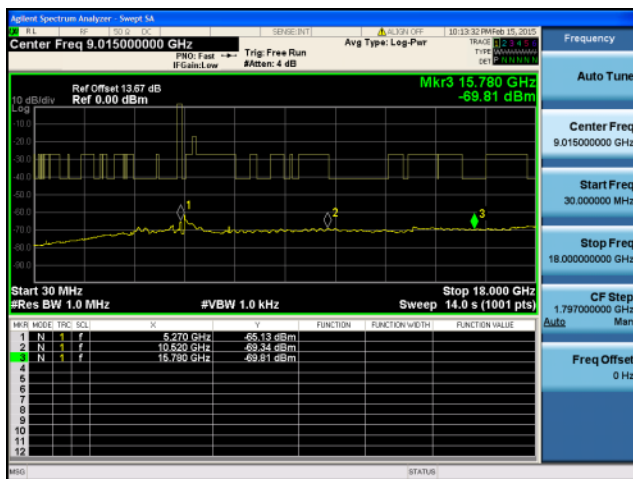 Agilent Spectrum Analyzer - Swept SA
RL RF 50 Ω DC SENSE:INT ALIGN OFF 10:13:32 PM Feb 15, 2015
Center Freq 9.015000000 GHz
PNO: Fast
IFGain:Low
Trig: Free Run
#Atten: 4 dB
Avg Type: Log-Pwr
TRACE 1 2 3 4 5 6
TYPE
DET P N N N N N
Mkr3 15.780 GHz
-69.81 dBm
Ref Offset 13.67 dB
Ref 0.00 dBm
10 dB/div
Log
-10.0
-20.0
-30.0
-40.0
-50.0
-60.0
-70.0
-80.0
-90.0
1
2
3
Start 30 MHz
Stop 18.000 GHz
#Res BW 1.0 MHz
#VBW 1.0 kHz
Sweep 14.0 s (1001 pts)
MKR MODE TRC SCL X Y FUNCTION FUNCTION WIDTH FUNCTION VALUE
1 N 1 f 5.270 GHz -65.13 dBm
2 N 1 f 10.520 GHz -69.34 dBm
3 N 1 f 15.780 GHz -69.81 dBm
4
5
6
7
8
9
10
11
12
MSG
STATUS
Frequency
Auto Tune
Center Freq
9.015000000 GHz
Start Freq
30.000000 MHz
Stop Freq
18.000000000 GHz
CF Step
1.797000000 GHz
Auto Man
Freq Offset
0 Hz